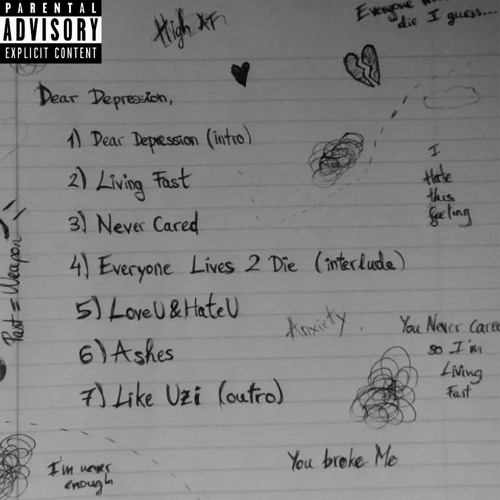 PARENTAL
ADVISORY
EXPLICIT CONTENT
High AF
Everyone
die I guess...
Dear Depression,
1) Dear Depression (intro)
2) Living Fast
3) Never Cared
4) Everyone Lives 2 Die (interlude)
5) LoveU&HateU
6) Ashes
7) Like Uzi (outro)
I
Hate
this
feeling
Past = Weapon
Anxiety.
You Never Cared
so I'm
Living
Fast
I'm never
enough
You broke Me